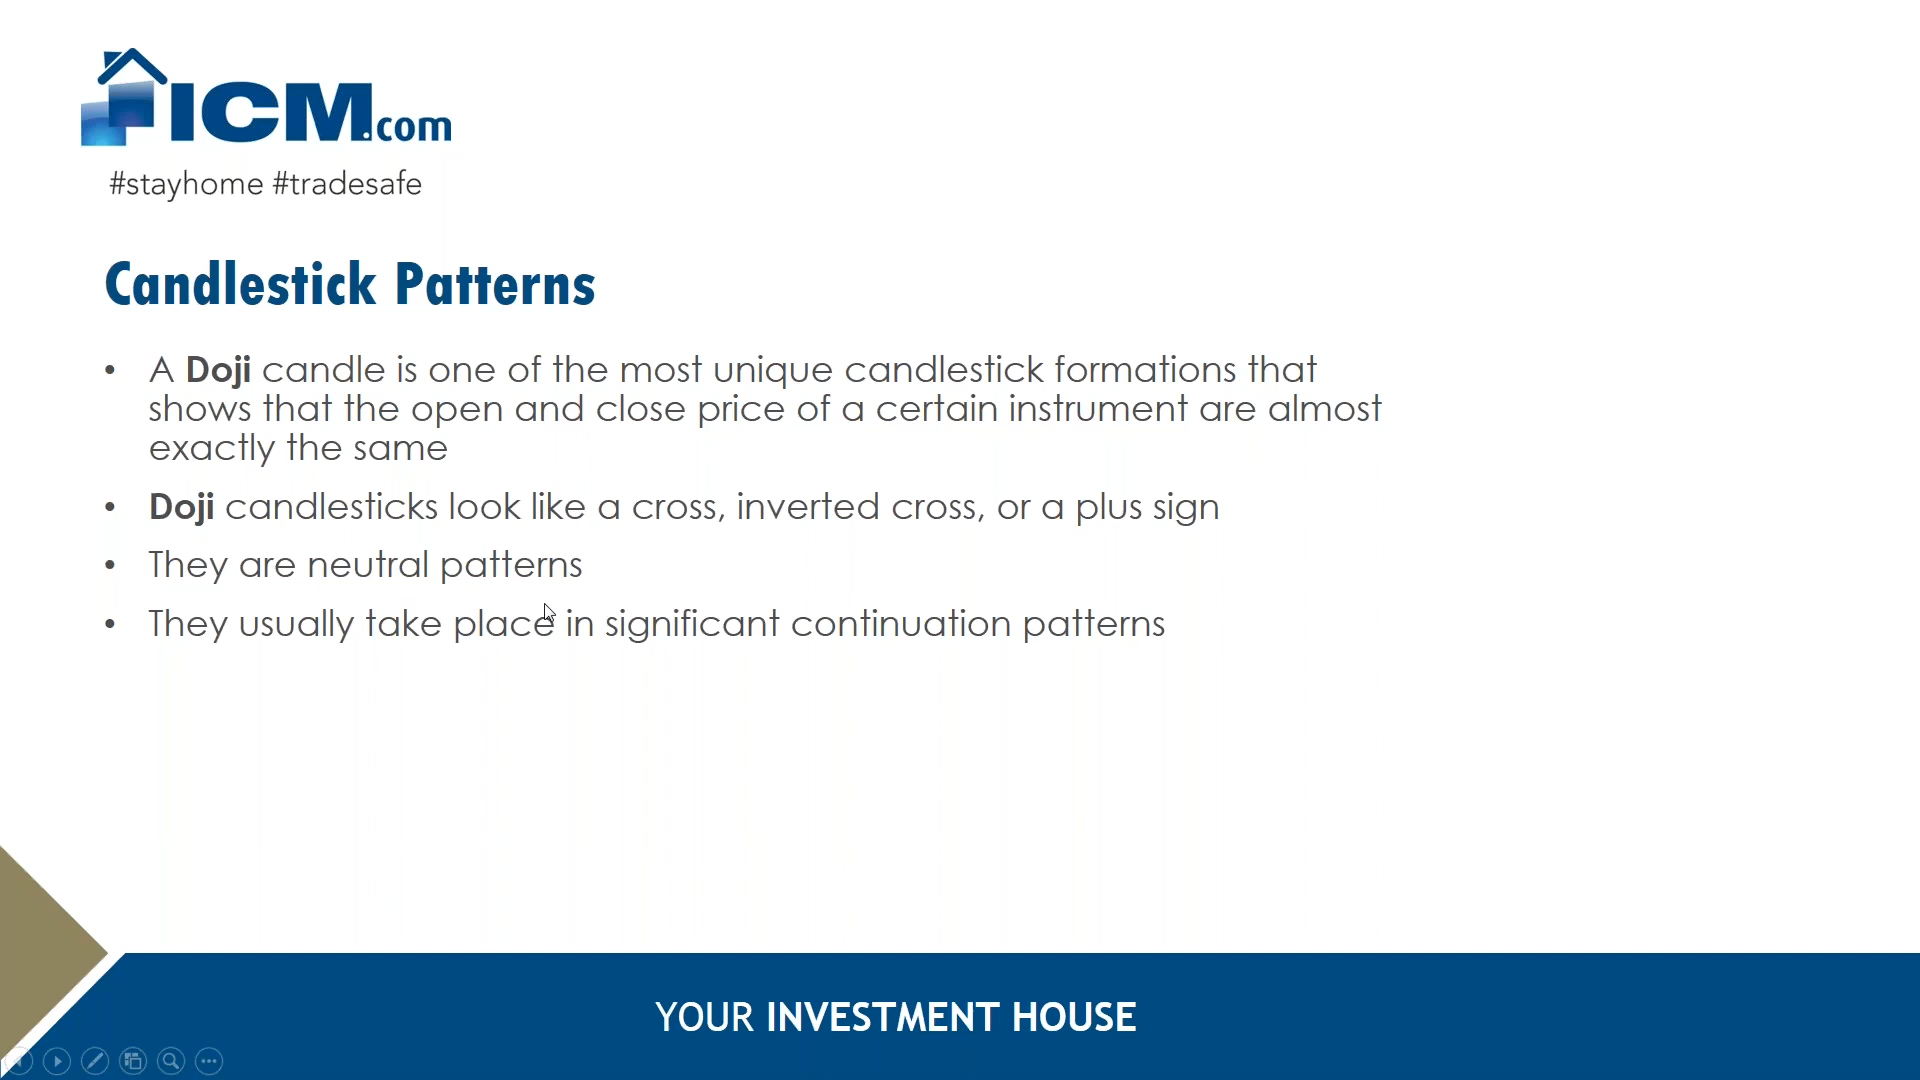 ICM.com
#stayhome #tradesafe
Candlestick Patterns
• A Doji candle is one of the most unique candlestick formations that
shows that the open and close price of a certain instrument are almost
exactly the same
• Doji candlesticks look like a cross, inverted cross, or a plus sign
• They are neutral patterns
• They usually take place in significant continuation patterns
YOUR INVESTMENT HOUSE